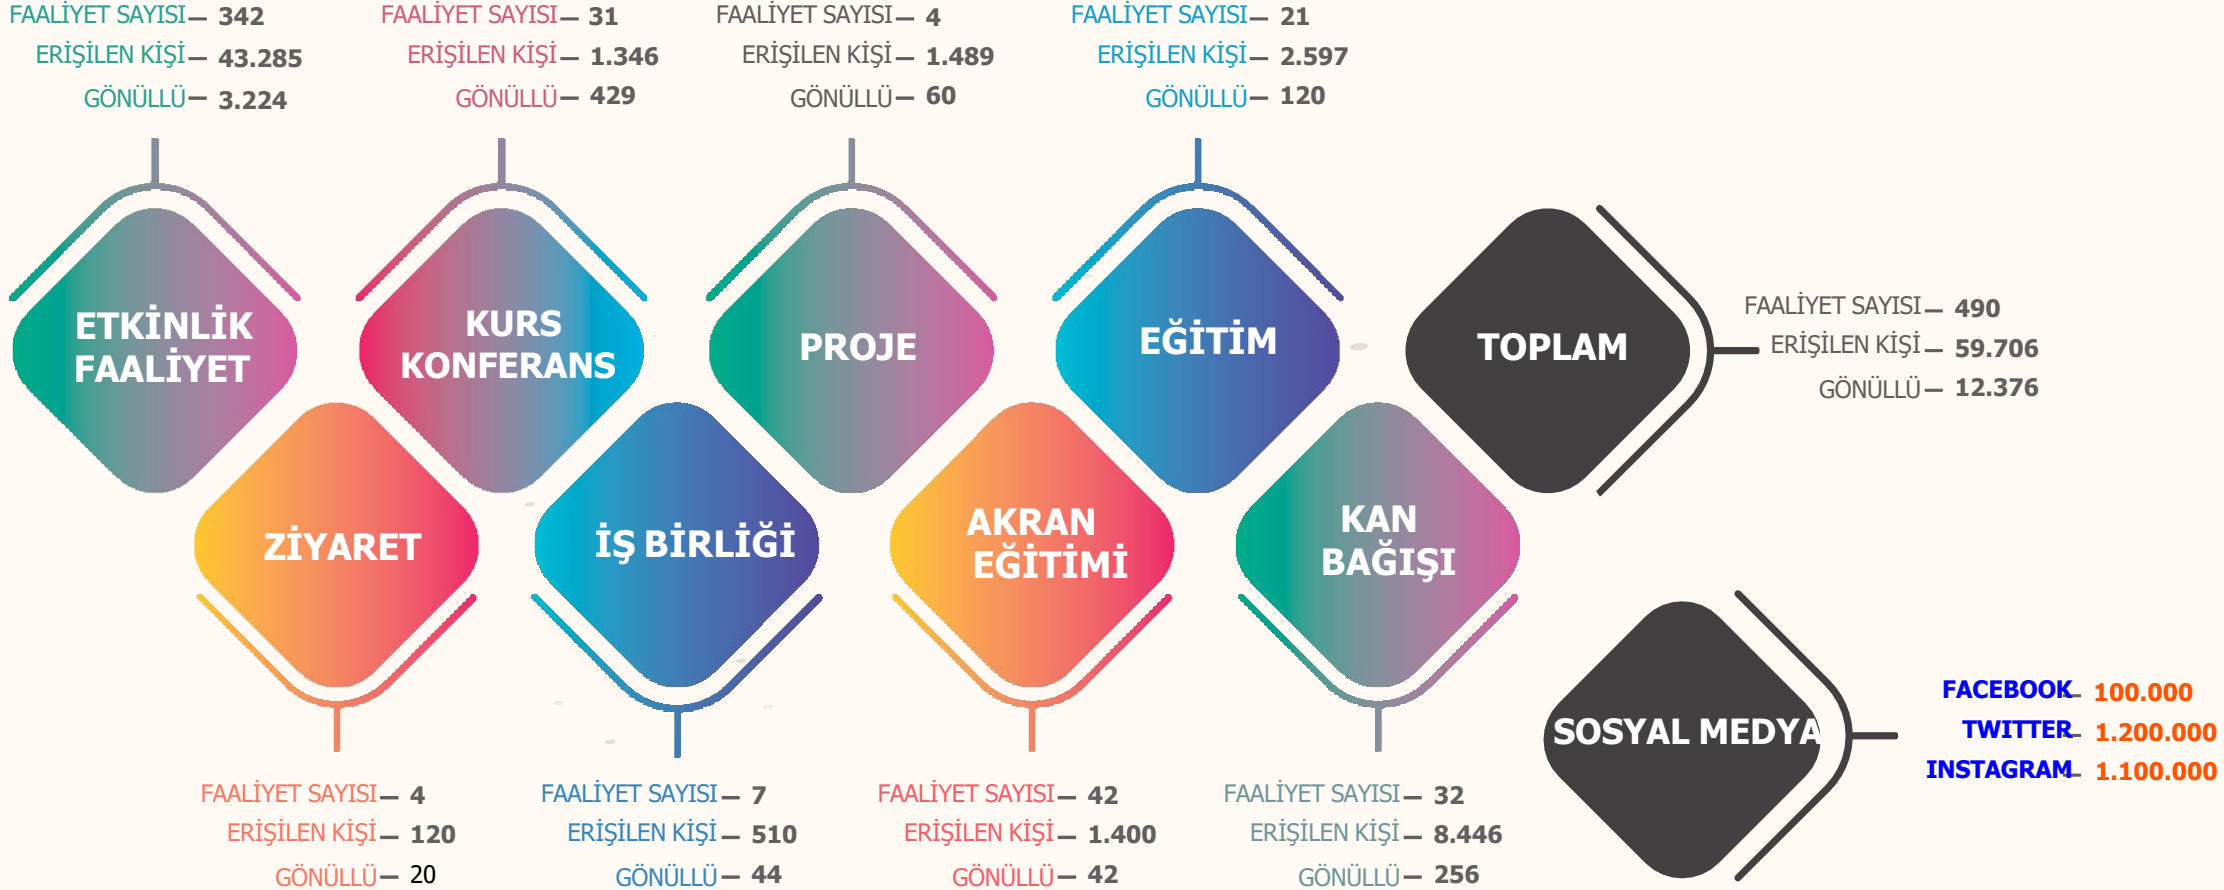 FAALİYET SAYISI— 342
ERİŞİLEN KİŞİ— 43.285
GÖNÜLLÜ— 3.224
FAALİYET SAYISI— 31
ERİŞİLEN KİŞİ— 1.346
GÖNÜLLÜ— 429
FAALİYET SAYISI— 4
ERİŞİLEN KİŞİ— 1.489
GÖNÜLLÜ— 60
FAALİYET SAYISI— 21
ERİŞİLEN KİŞİ— 2.597
GÖNÜLLÜ— 120
ETKİNLİK
FAALİYET
KURS
KONFERANS
PROJE
EĞİTİM
TOPLAM
FAALİYET SAYISI— 490
ERİŞİLEN KİŞİ— 59.706
GÖNÜLLÜ— 12.376
ZİYARET
İŞ BİRLİĞİ
AKRAN
EĞİTİMİ
KAN
BAĞIŞI
SOSYAL MEDYA
FACEBOOK— 100.000
TWITTER— 1.200.000
INSTAGRAM— 1.100.000
FAALİYET SAYISI— 4
ERİŞİLEN KİŞİ— 120
GÖNÜLLÜ— 20
FAALİYET SAYISI— 7
ERİŞİLEN KİŞİ— 510
GÖNÜLLÜ— 44
FAALİYET SAYISI— 42
ERİŞİLEN KİŞİ— 1.400
GÖNÜLLÜ— 42
FAALİYET SAYISI— 32
ERİŞİLEN KİŞİ— 8.446
GÖNÜLLÜ— 256